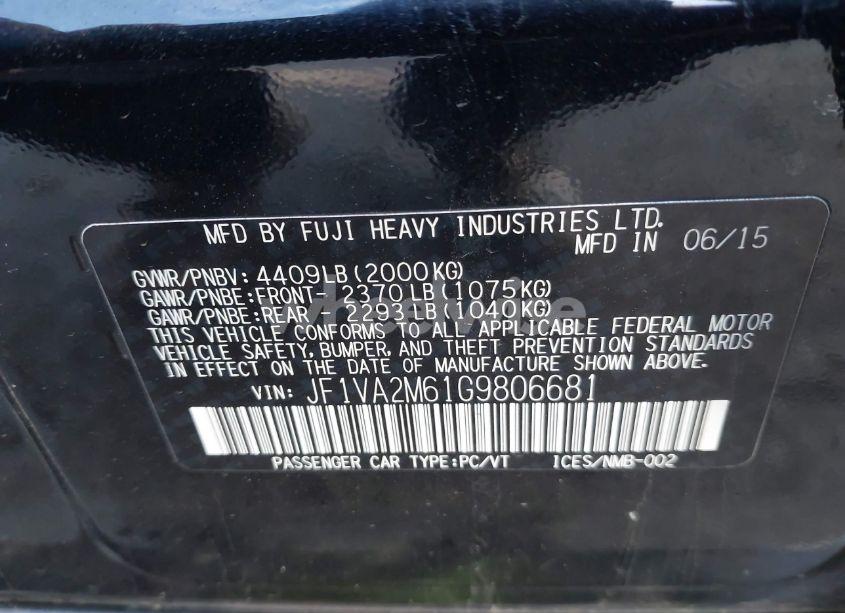 MFD BY FUJI HEAVY INDUSTRIES LTD.
MFD IN 06/15
GVWR/PNBV: 4409LB(2000KG)
GAWR/PNBE:FRONT- 2370LB(1075KG)
GAWR/PNBE:REAR - 2293LB(1040KG)
THIS VEHICLE CONFORMS TO ALL APPLICABLE FEDERAL MOTOR
VEHICLE SAFETY, BUMPER, AND THEFT PREVENTION STANDARDS
IN EFFECT ON THE DATE OF MANUFACTURE SHOWN ABOVE.
VIN: JF1VA2M61G9806681
PASSENGER CAR TYPE:PC/VT ICES/NMB-002